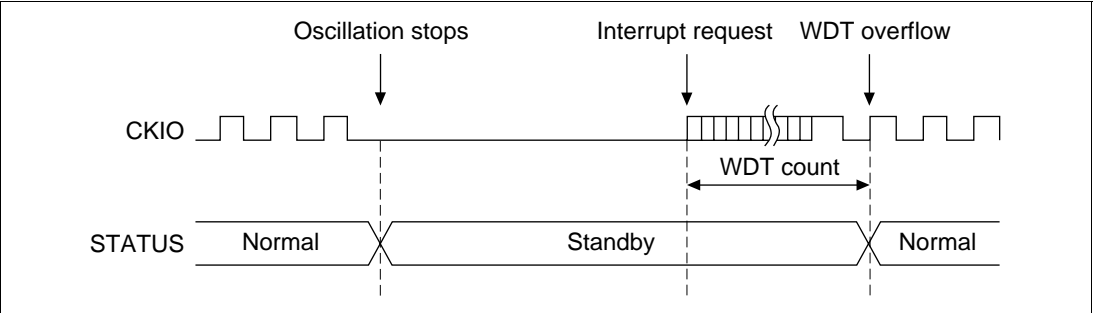 Oscillation stops Interrupt request WDT overflow
CKIO
WDT count
STATUS Normal Standby Normal